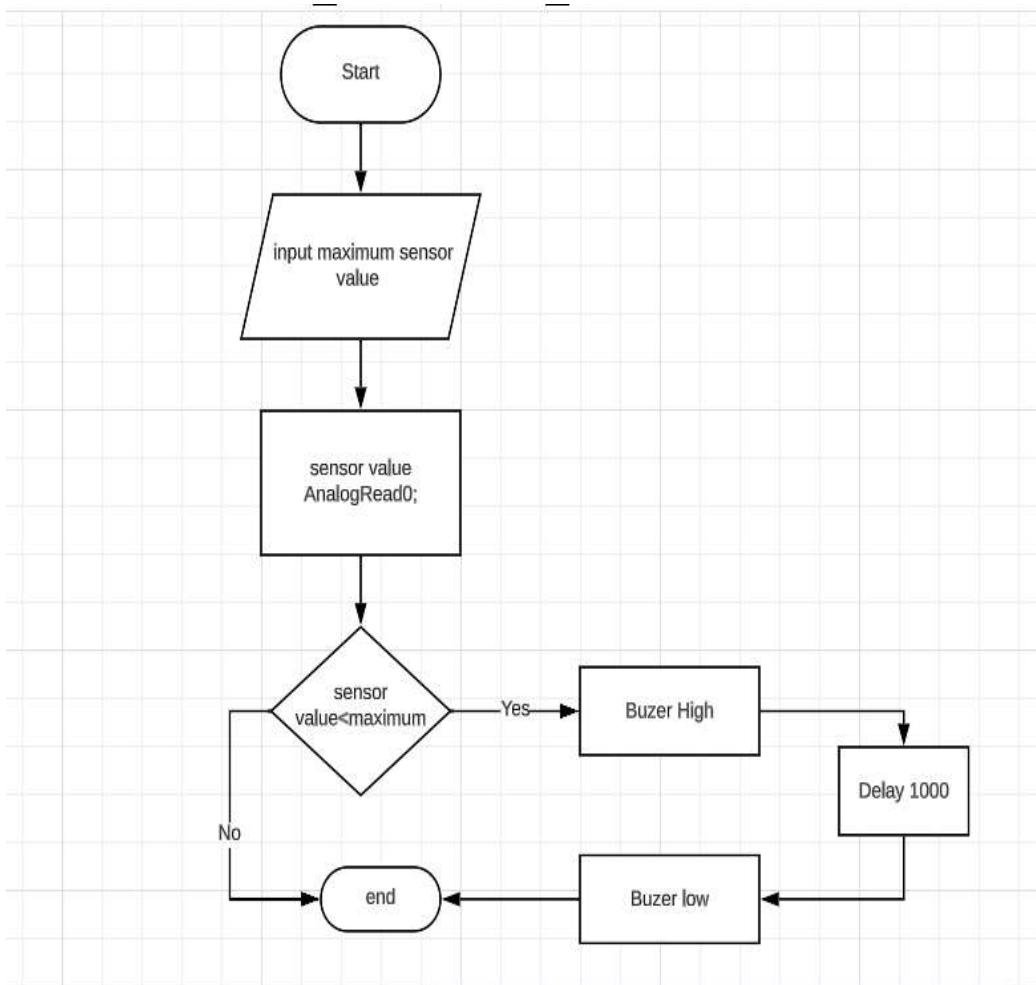 Start
input maximum sensor
value
sensor value
AnalogRead0;
sensor
value<maximum
Yes
Buzer High
Delay 1000
No
end
Buzer low